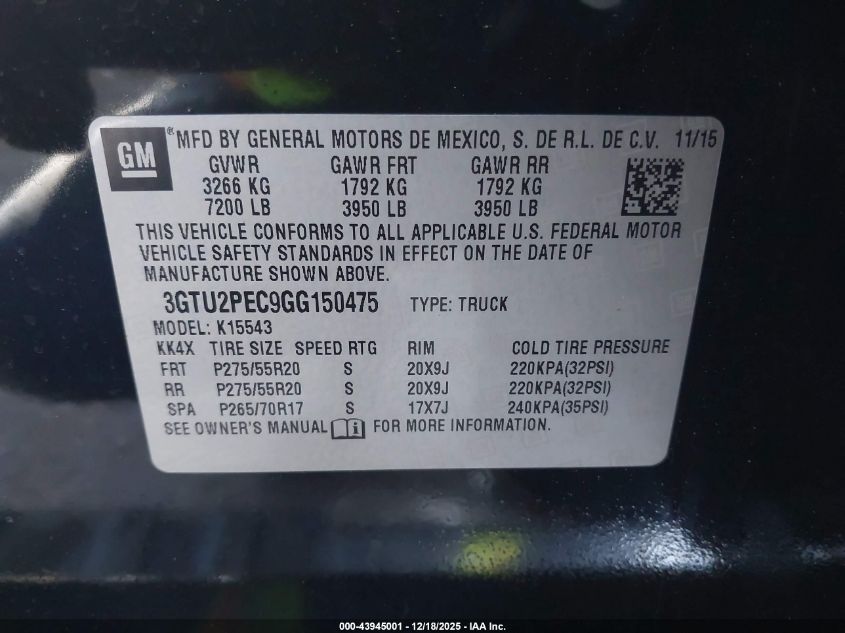 GM ® MFD BY GENERAL MOTORS DE MEXICO, S. DE R.L. DE C.V. 11/15
GVWR GAWR FRT GAWR RR
3266 KG 1792 KG 1792 KG
7200 LB 3950 LB 3950 LB
THIS VEHICLE CONFORMS TO ALL APPLICABLE U.S. FEDERAL MOTOR
VEHICLE SAFETY STANDARDS IN EFFECT ON THE DATE OF
MANUFACTURE SHOWN ABOVE.
3GTU2PEC9GG150475 TYPE: TRUCK
MODEL: K15543
KK4X TIRE SIZE SPEED RTG RIM COLD TIRE PRESSURE
FRT P275/55R20 S 20X9J 220KPA(32PSI)
RR P275/55R20 S 20X9J 220KPA(32PSI)
SPA P265/70R17 S 17X7J 240KPA(35PSI)
SEE OWNER'S MANUAL i FOR MORE INFORMATION.
000-43945001 - 12/18/2025 - IAA Inc.